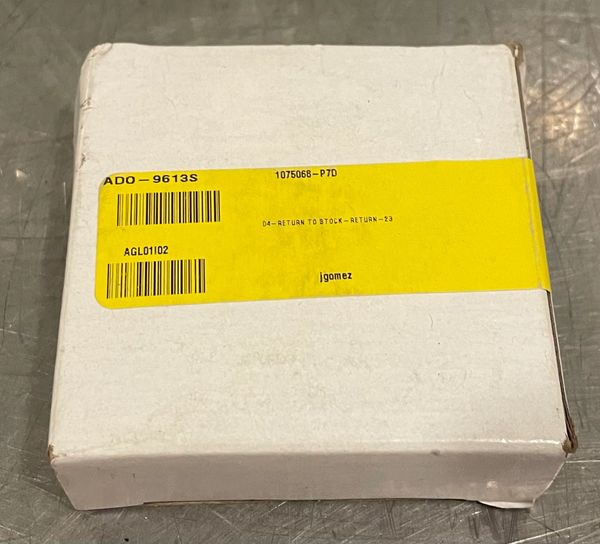 ADO-9613S
1075068-P7D
04-RETURN TO STOCK-RETURN-23
AGL01I02
jgomez